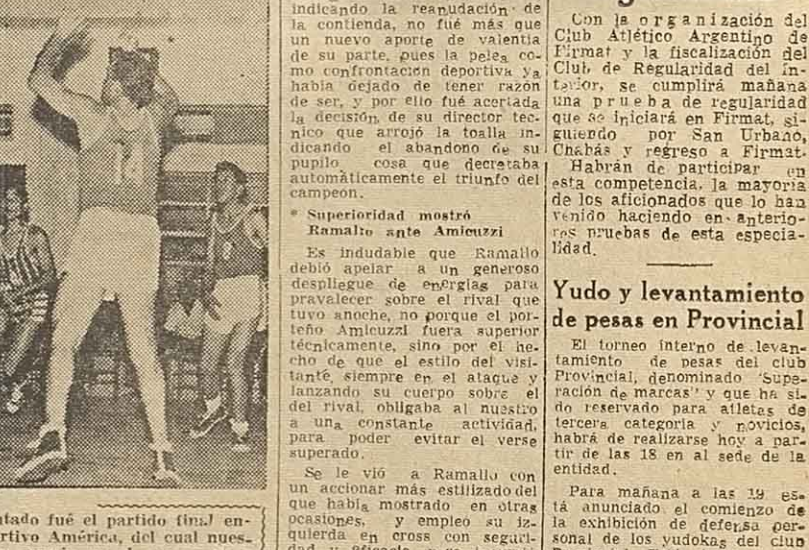 indicando la reanudación de
la contienda, no fué más que
un nuevo aporte de valentia
de su parte, pues la pelea co-
mo confrontación deportiva ya
habia dejado de tener razón
de ser, y por ello fué acertada
la decisión, de su director tec-
nico que arrojó la toalla in-
dicando el abandono de su
pupilo cosa que decretaba
automáticamente el triunfo del
campeón.
* Superioridad mostró
Ramallo ante Amicuzzi
Es indudable que Ramallo
debió apelar a un generoso
despliegue de energías para
pravalecer sobre el rival que
tuvo anoche, no porque el por-
teño Amicuzzi fuera superior
técnicamente, sino por el he-
cho de que el estilo del visi-
tante, siempre en el ataque y
lanzando su cuerpo sobre el
del rival, obligaba al nuestro
a una constante actividad,
para poder evitar el verse
superado.
Se le vió a Ramallo con
un accionar más estilizado del
que había mostrado en otras
ocasiones, y empleó su iz-
quierda en cross con seguri-
Con la organización del
Club Atlético Argentino de
Firmat y la fiscalización del
Club de Regularidad del In-
terior, se cumplirá mañana
una prueba de regularidad
que se iniciará en Firmat, si-
guiendo por San Urbano,
Chabás y regreso a Firmat.
Habrán de participar en
esta competencia, la mayoría
de los aficionados que lo han
venido haciendo en anterio-
res pruebas de esta especia-
lidad.
Yudo y levantamiento
de pesas en Provincial
El torneo interno de levan-
tamiento de pesas del club
Provincial, denominado "Supe-
ración de marcas" y que ha si-
do reservado para atletas de
tercera categoria y novicios,
habrá de realizarse hoy a par-
tir de las 18 en al sede de la
entidad.
Para mañana a las 19 es-
tá anunciado el comienzo de
la exhibición de defensa per-
sonal de los yudokas del club
tado fué el partido final en-
rtivo América, del cual nues-